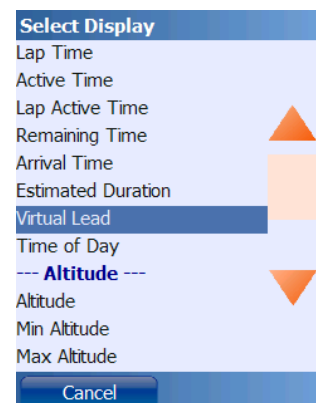 Select Display
Lap Time
Active Time
Lap Active Time
Remaining Time
Arrival Time
Estimated Duration
Virtual Lead
Time of Day
--- Altitude ---
Altitude
Min Altitude
Max Altitude
Cancel